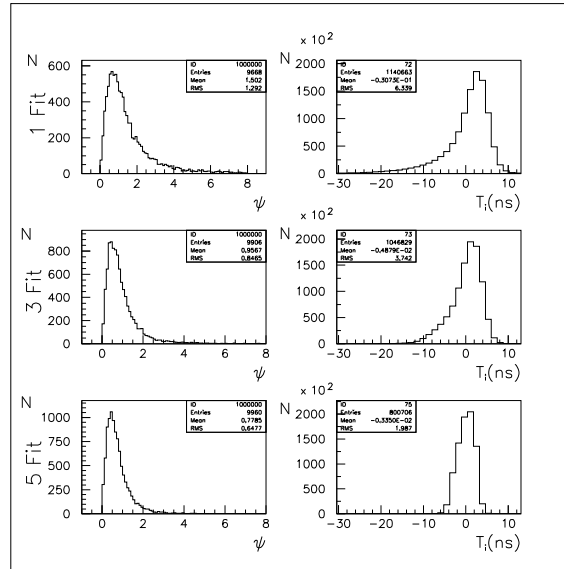 × 10²
N
1 Fit
600
400
200
0
ID 1000000
Entries 9668
Mean 1.502
RMS 1.292
0 2 4 6 8
ψ
N
2000
1500
1000
500
0
ID 72
Entries 1140663
Mean -0.3073E-01
RMS 6.339
-30 -20 -10 0 10
T_i(ns)
× 10²
N
3 Fit
800
600
400
200
0
ID 1000000
Entries 9906
Mean 0.9567
RMS 0.8465
0 2 4 6 8
ψ
N
2000
1500
1000
500
0
ID 73
Entries 1046829
Mean -0.4879E-02
RMS 3.742
-30 -20 -10 0 10
T_i(ns)
× 10²
N
5 Fit
1000
750
500
250
0
ID 1000000
Entries 9960
Mean 0.7785
RMS 0.6477
0 2 4 6 8
ψ
N
2000
1500
1000
500
0
ID 75
Entries 800706
Mean -0.3350E-02
RMS 1.987
-30 -20 -10 0 10
T_i(ns)